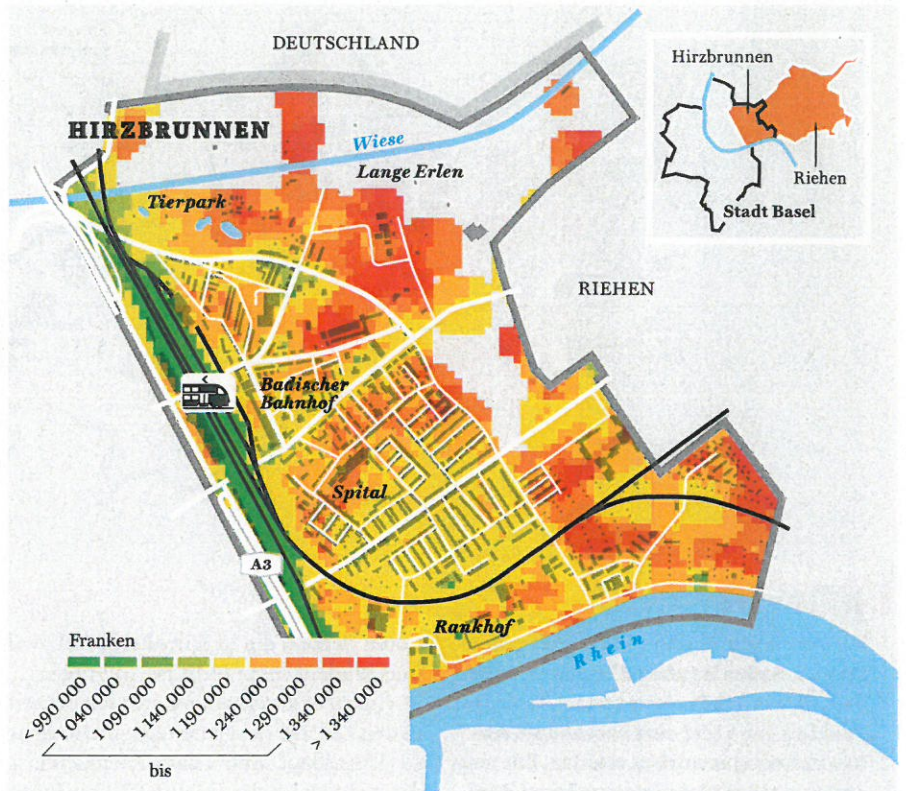 DEUTSCHLAND
Hirzbrunnen
HIRZBRUNNEN
Wiese
Lange Erlen
Riehen
Tierpark
Stadt Basel
RIEHEN
Badischer
Bahnhof
Spital
A3
Rankhof
Franken
Rhein
< 990 000
1 040 000
1 090 000
1 140 000
1 190 000
1 240 000
1 290 000
1 340 000
> 1 340 000
bis